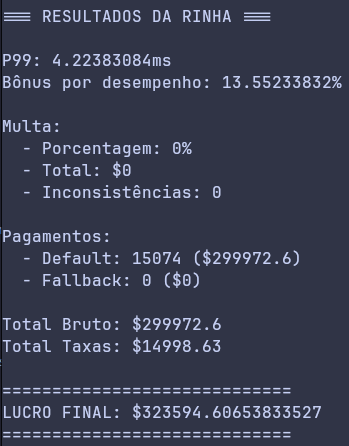 === RESULTADOS DA RINHA ===
P99: 4.22383084ms
Bônus por desempenho: 13.55233832%
Multa:
- Porcentagem: 0%
- Total: $0
- Inconsistências: 0
Pagamentos:
- Default: 15074 ($299972.6)
- Fallback: 0 ($0)
Total Bruto: $299972.6
Total Taxas: $14998.63
=============================
LUCRO FINAL: $323594.60653833527
=============================